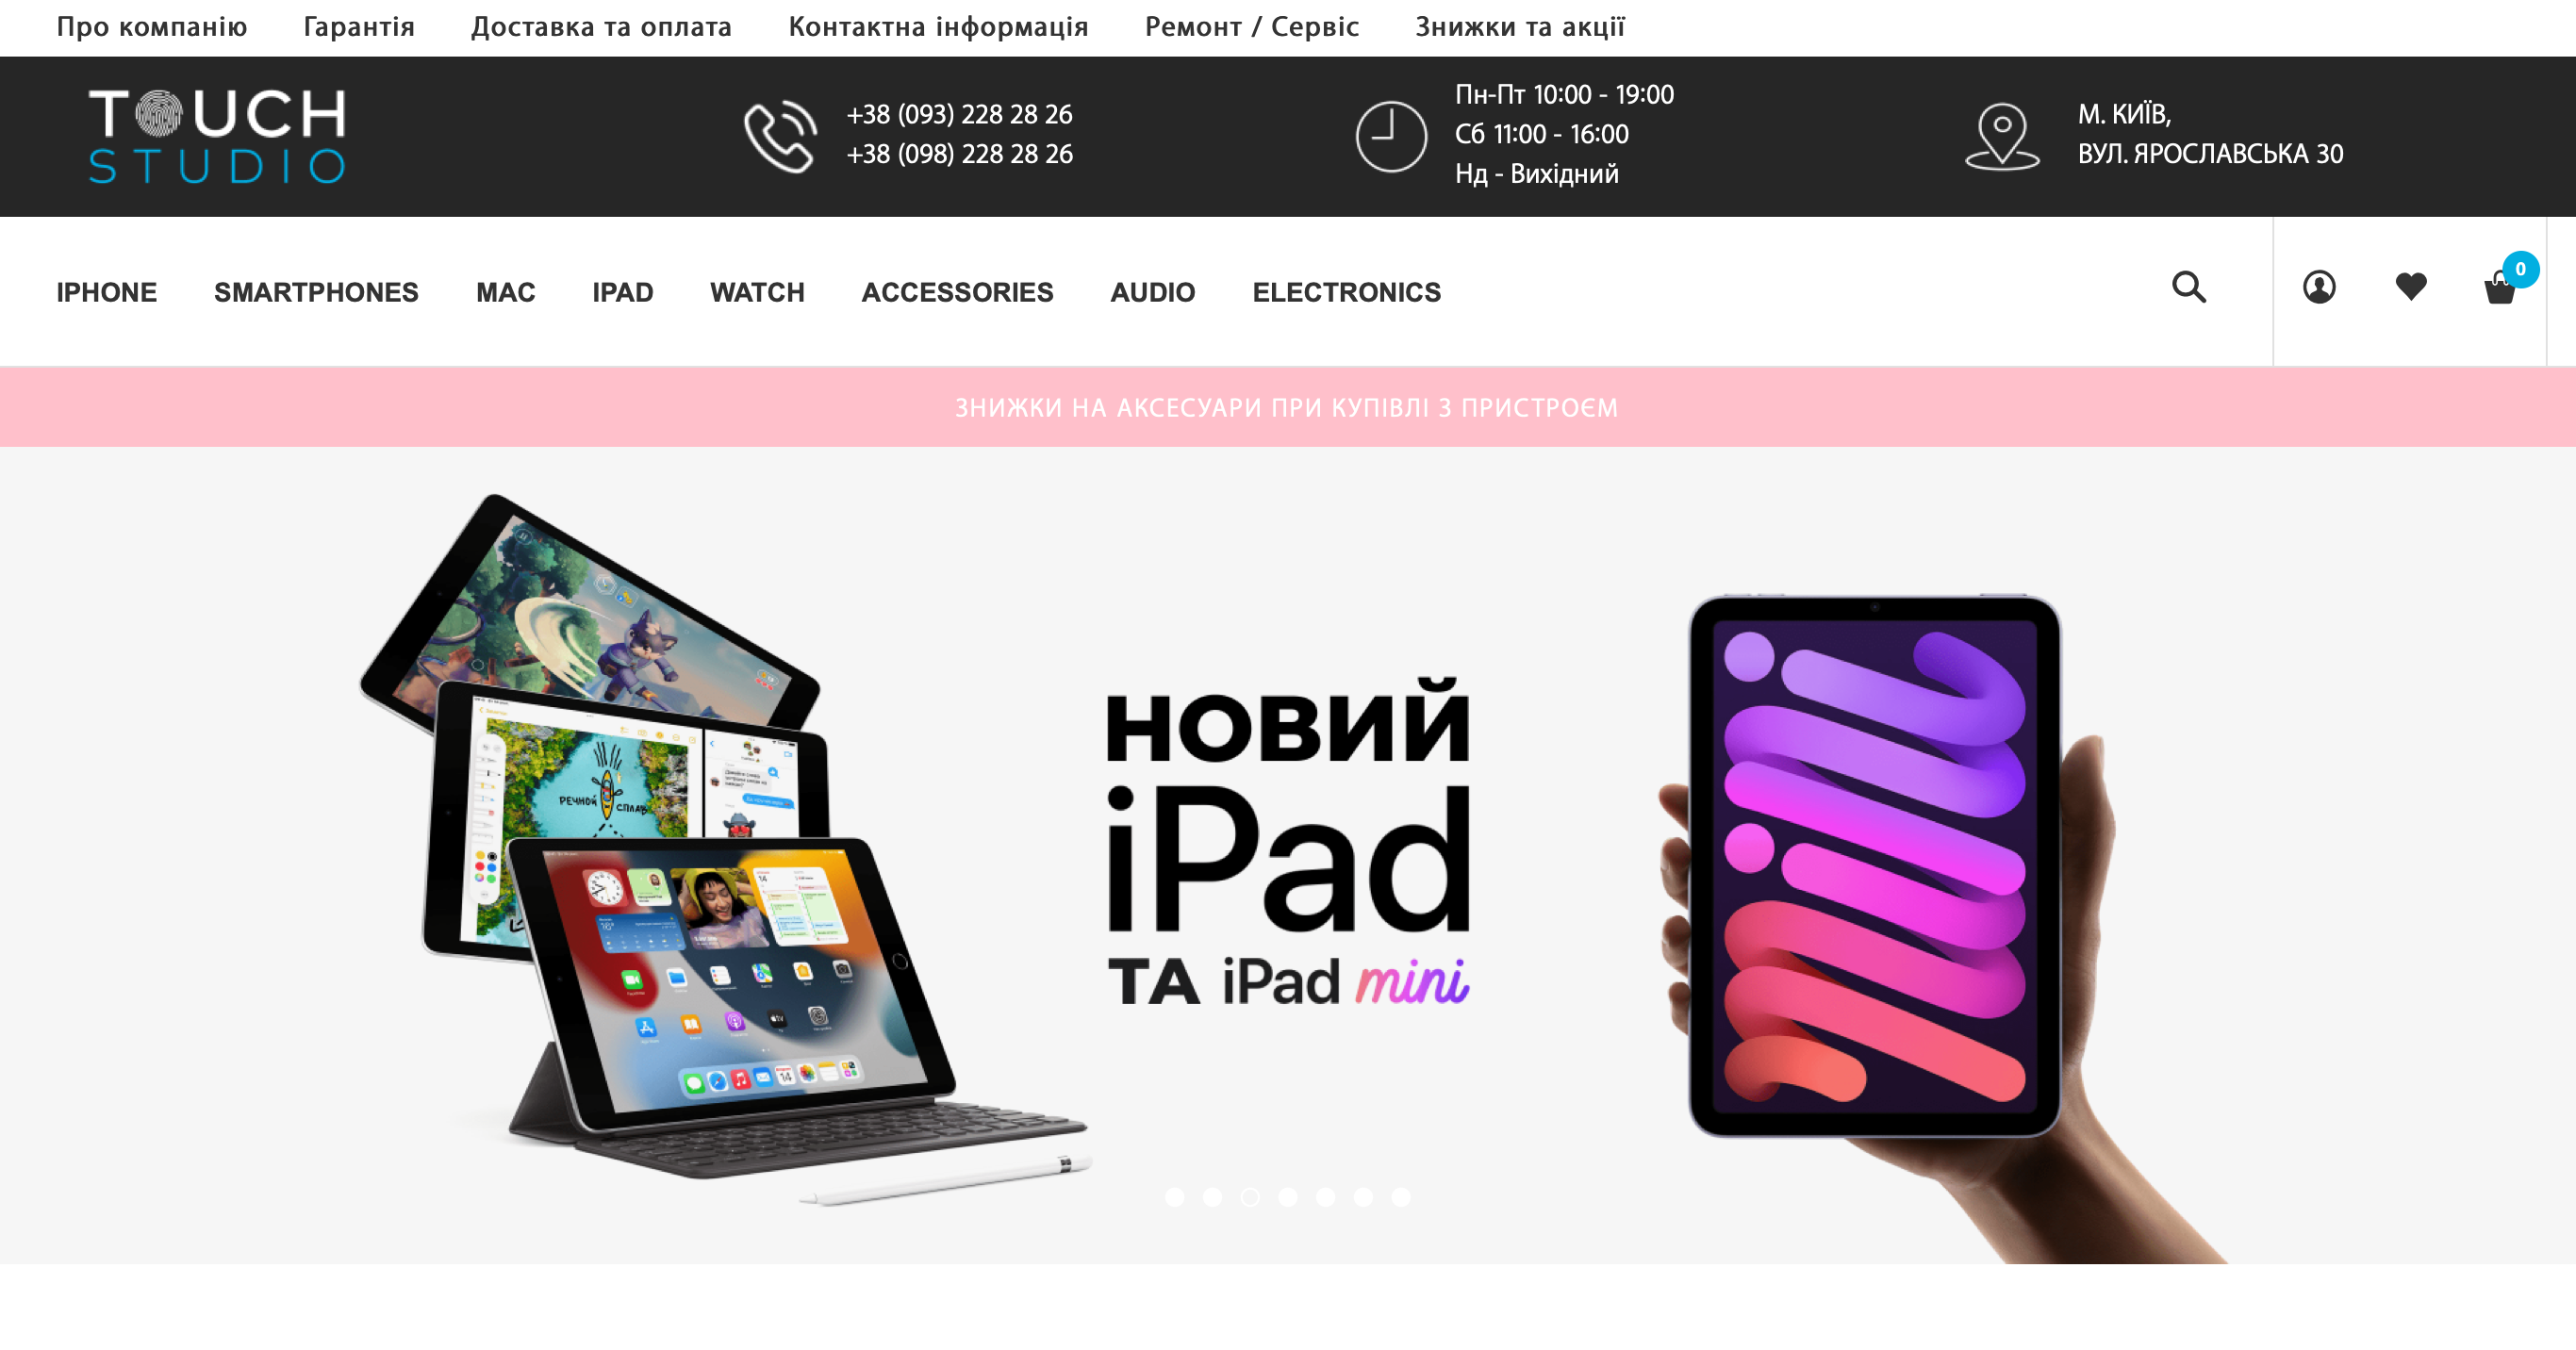 Про компанію Гарантія Доставка та оплата Контактна інформація Ремонт / Сервіс Знижки та акції
TOUCH
STUDIO
+38 (093) 228 28 26
+38 (098) 228 28 26
Пн-Пт 10:00 - 19:00
Сб 11:00 - 16:00
Нд - Вихідний
М. КИЇВ,
ВУЛ. ЯРОСЛАВСЬКА 30
IPHONE SMARTPHONES MAC IPAD WATCH ACCESSORIES AUDIO ELECTRONICS
0
ЗНИЖКИ НА АКСЕСУАРИ ПРИ КУПІВЛІ З ПРИСТРОЄМ
РЕЧНОЙ СПЛАВ
новий
iPad
ТА iPad mini